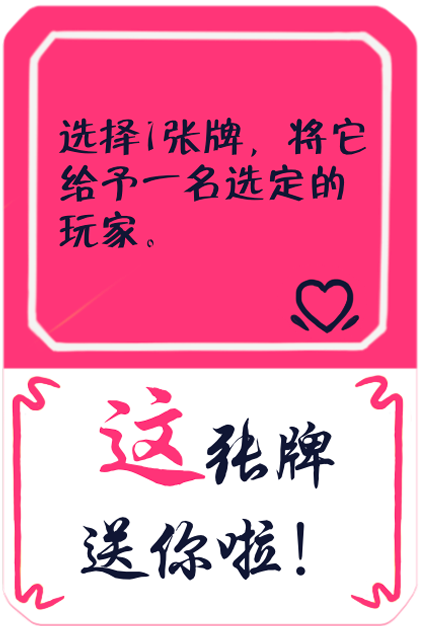 选择1张牌，将它
给予一名选定的
玩家。
这张牌
送你啦！